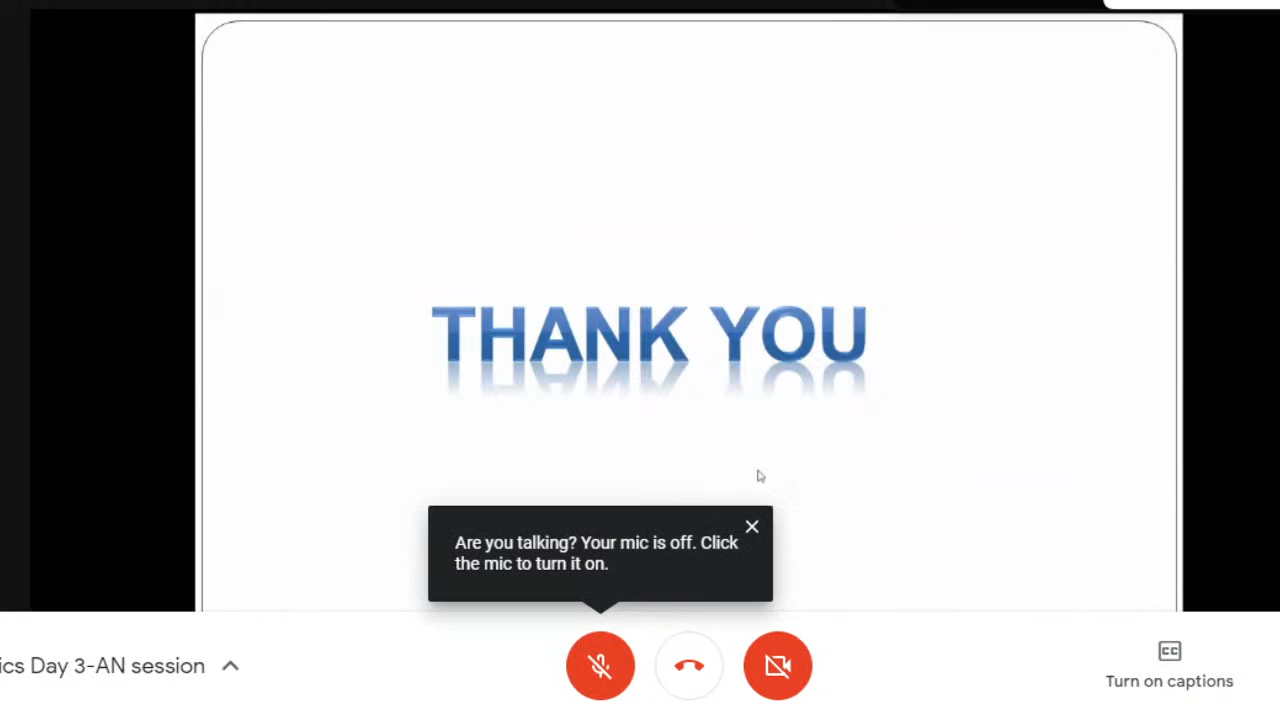 THANK YOU
Are you talking? Your mic is off. Click
the mic to turn it on.
Day 3-AN session
CC
Turn on captions